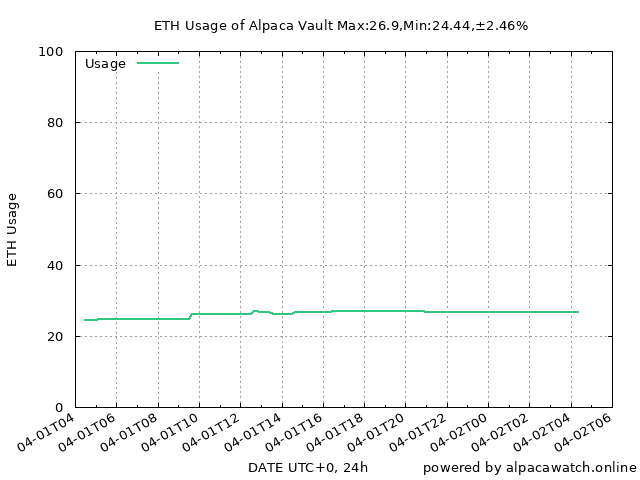 ETH Usage of Alpaca Vault Max:26.9,Min:24.44,±2.46%
100
Usage
80
60
ETH Usage
40
20
0
04-01T04
04-01T06
04-01T08
04-01T10
04-01T12
04-01T14
04-01T16
04-01T18
04-01T20
04-01T22
04-02T00
04-02T02
04-02T04
04-02T06
DATE UTC+0, 24h
powered by alpacawatch.online